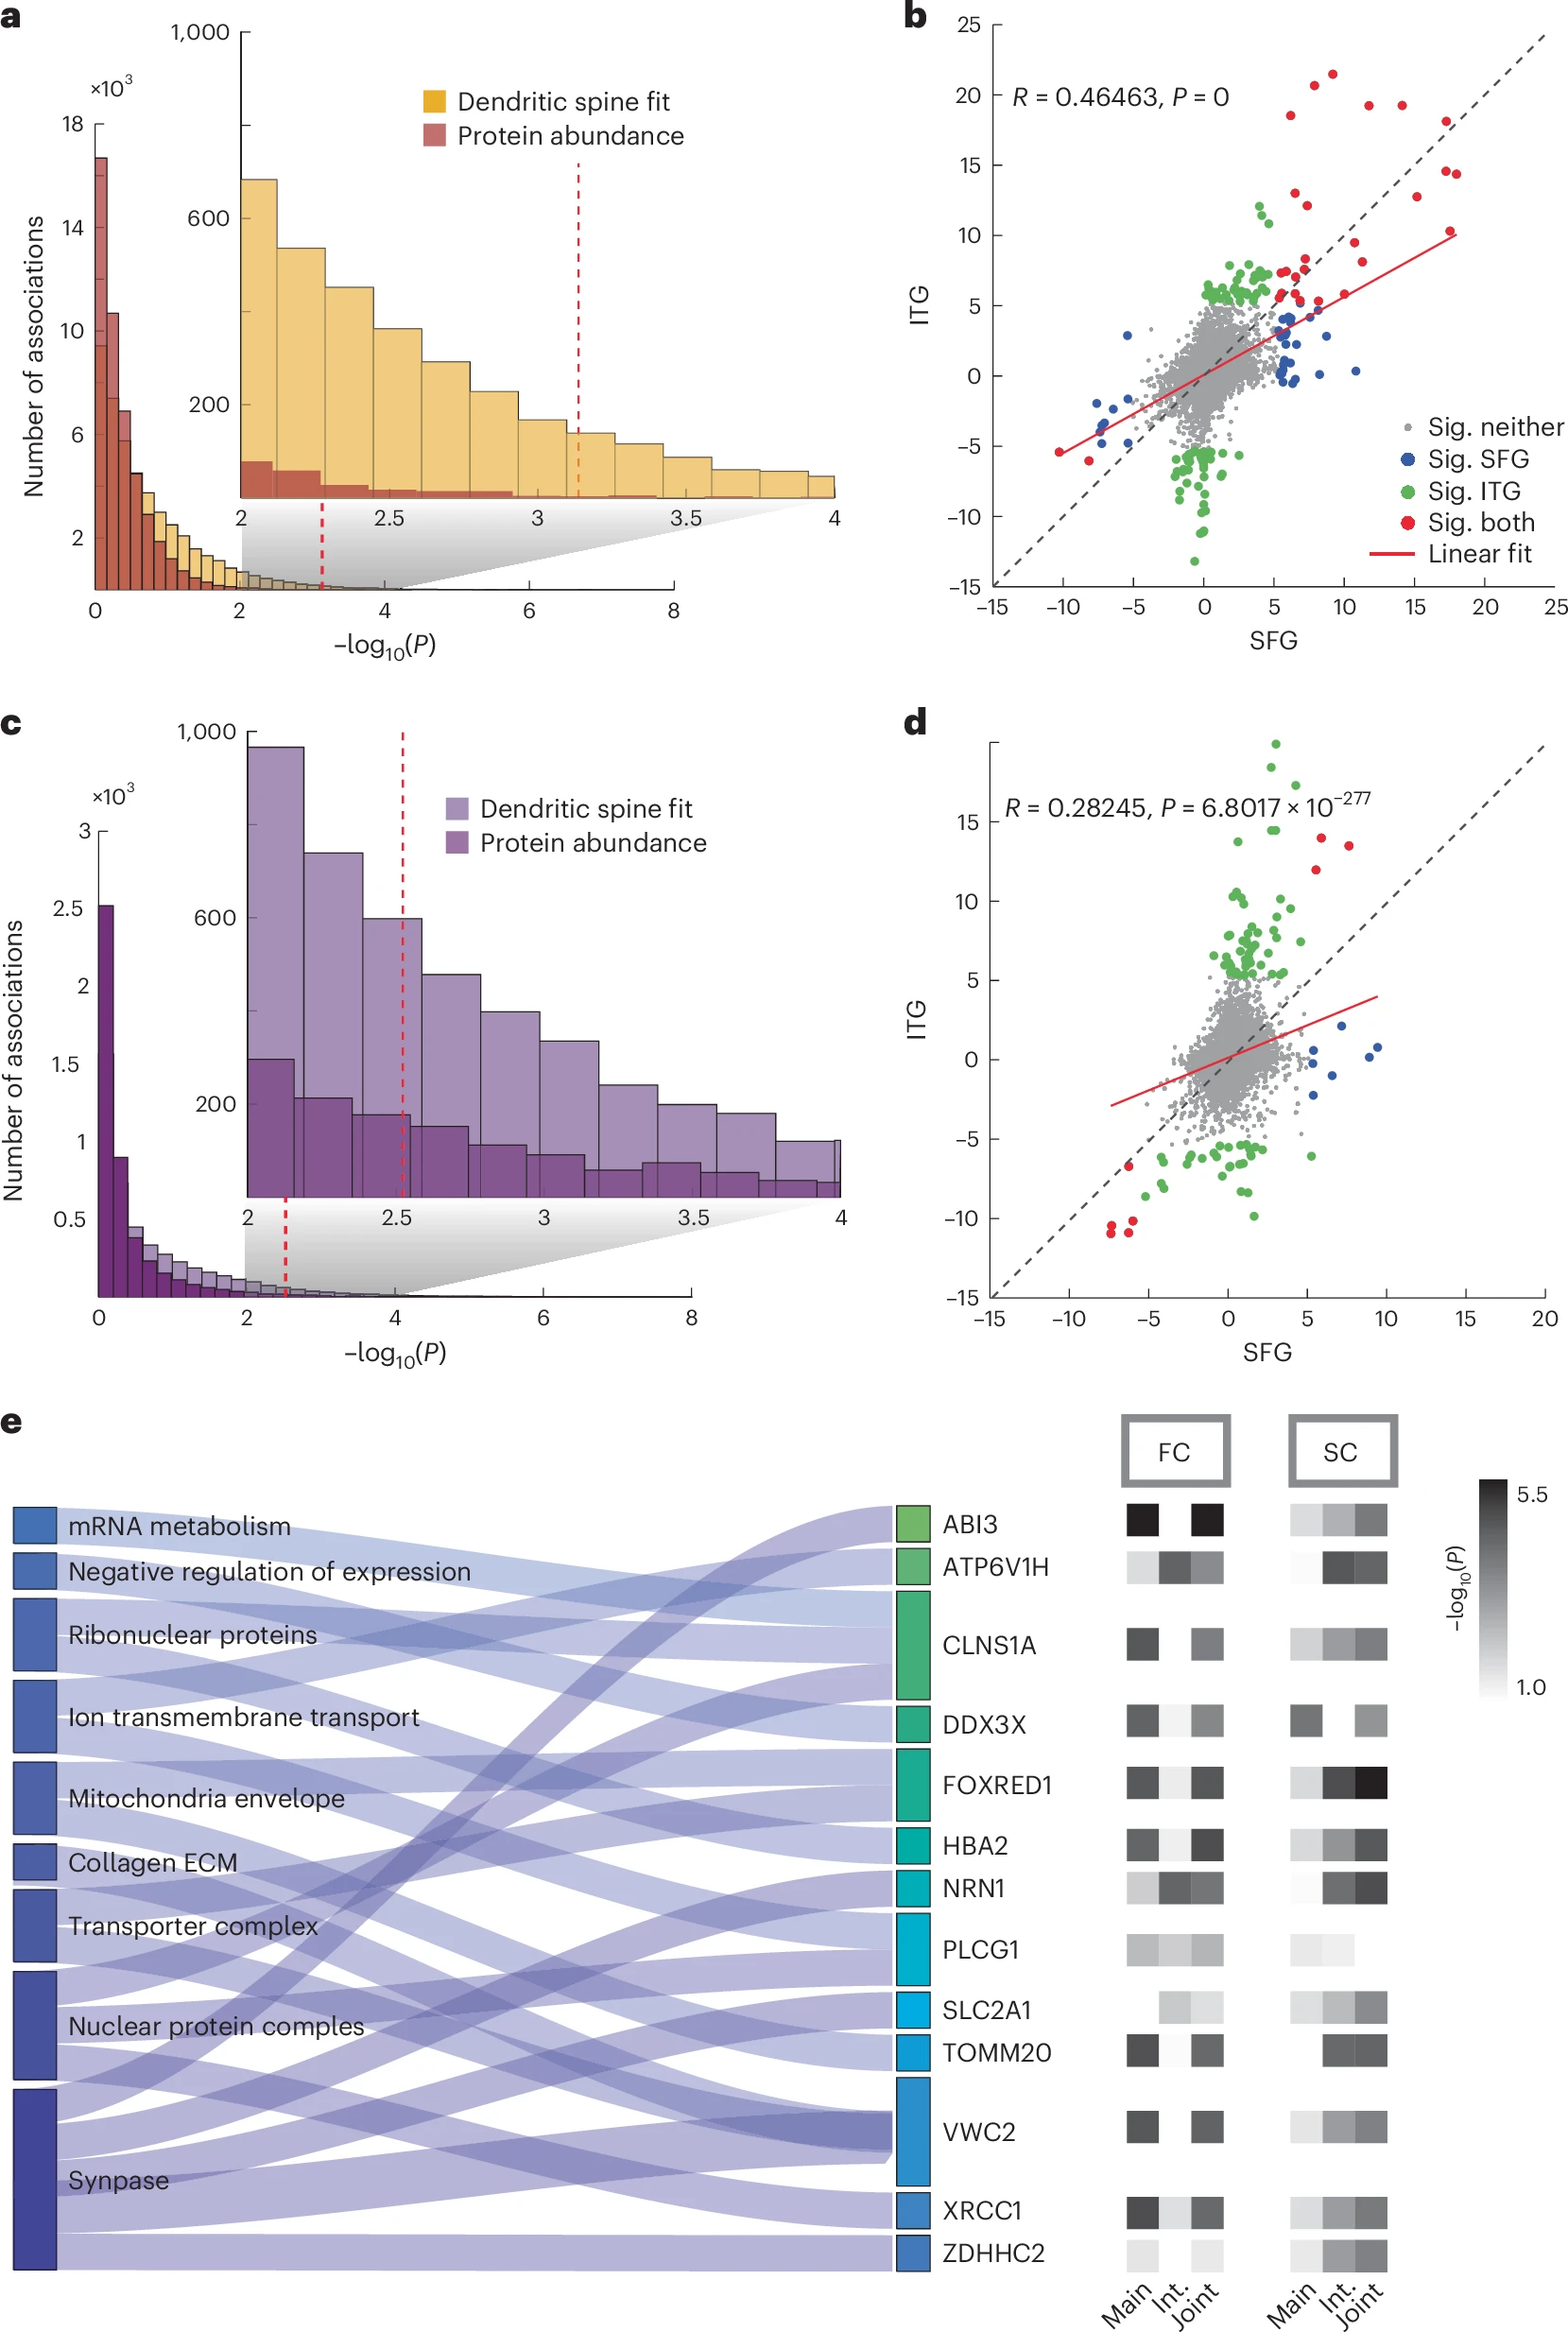 a
1,000
×10³
18
14
10
6
2
Number of associations
Dendritic spine fit
Protein abundance
600
200
2 2.5 3 3.5 4
0 2 4 6 8
–log₁₀(P)
b
25
20
15
10
5
0
–5
–10
–15
R = 0.46463, P = 0
ITG
Sig. neither
Sig. SFG
Sig. ITG
Sig. both
Linear fit
–15 –10 –5 0 5 10 15 20 25
SFG
c
1,000
×10³
3
2.5
2
1.5
1
0.5
Number of associations
Dendritic spine fit
Protein abundance
600
200
2 2.5 3 3.5 4
0 2 4 6 8
–log₁₀(P)
d
R = 0.28245, P = 6.8017 × 10⁻²⁷⁷
15
10
5
0
–5
–10
–15
ITG
–15 –10 –5 0 5 10 15 20
SFG
e
mRNA metabolism
Negative regulation of expression
Ribonuclear proteins
Ion transmembrane transport
Mitochondria envelope
Collagen ECM
Transporter complex
Nuclear protein comples
Synpase
ABI3
ATP6V1H
CLNS1A
DDX3X
FOXRED1
HBA2
NRN1
PLCG1
SLC2A1
TOMM20
VWC2
XRCC1
ZDHHC2
FC SC
5.5
–log₁₀(P)
1.0
Main Int. Joint Main Int. Joint